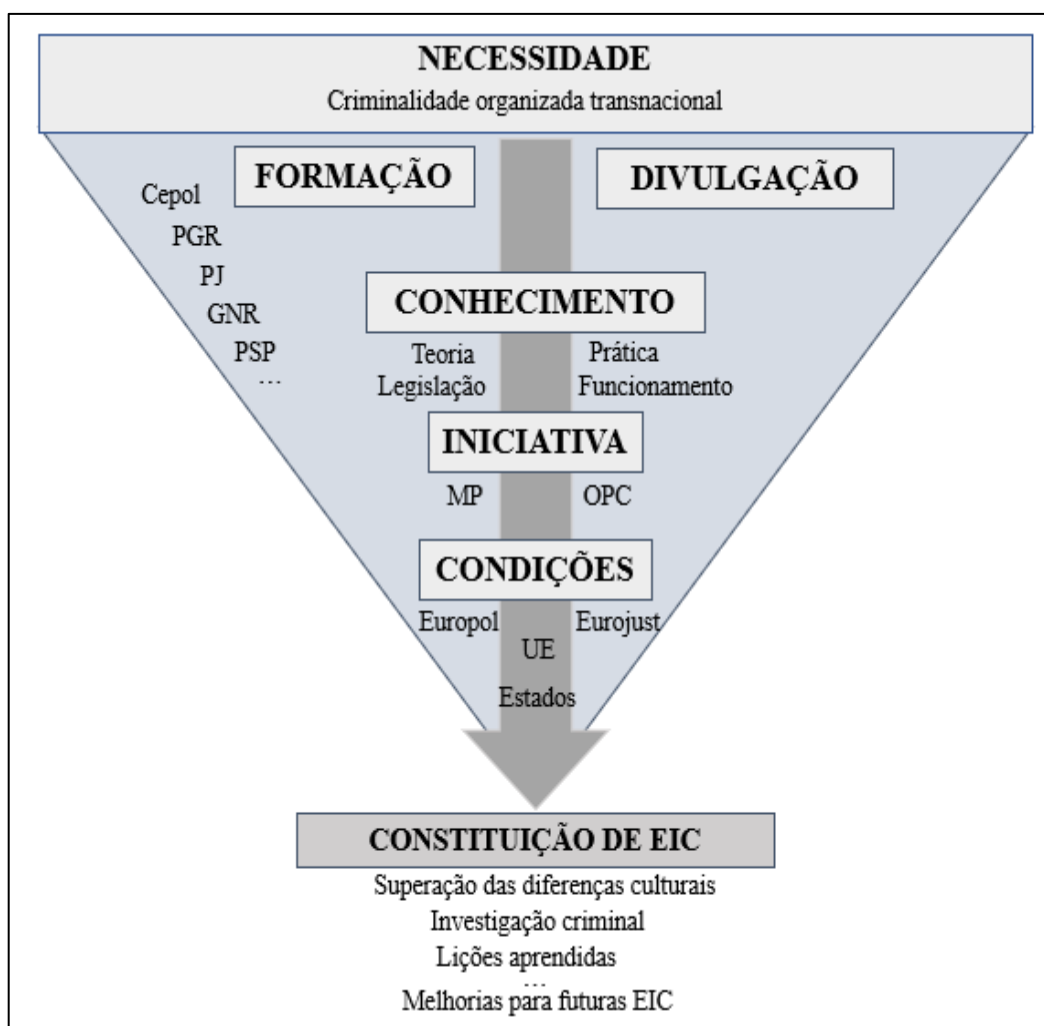 NECESSIDADE
Criminalidade organizada transnacional
FORMAÇÃO
DIVULGAÇÃO
Cepol
PGR
PJ
GNR
PSP
…
CONHECIMENTO
Teoria Prática
Legislação Funcionamento
INICIATIVA
MP OPC
CONDIÇÕES
Europol Eurojust
UE
Estados
CONSTITUIÇÃO DE EIC
Superação das diferenças culturais
Investigação criminal
Lições aprendidas
…
Melhorias para futuras EIC